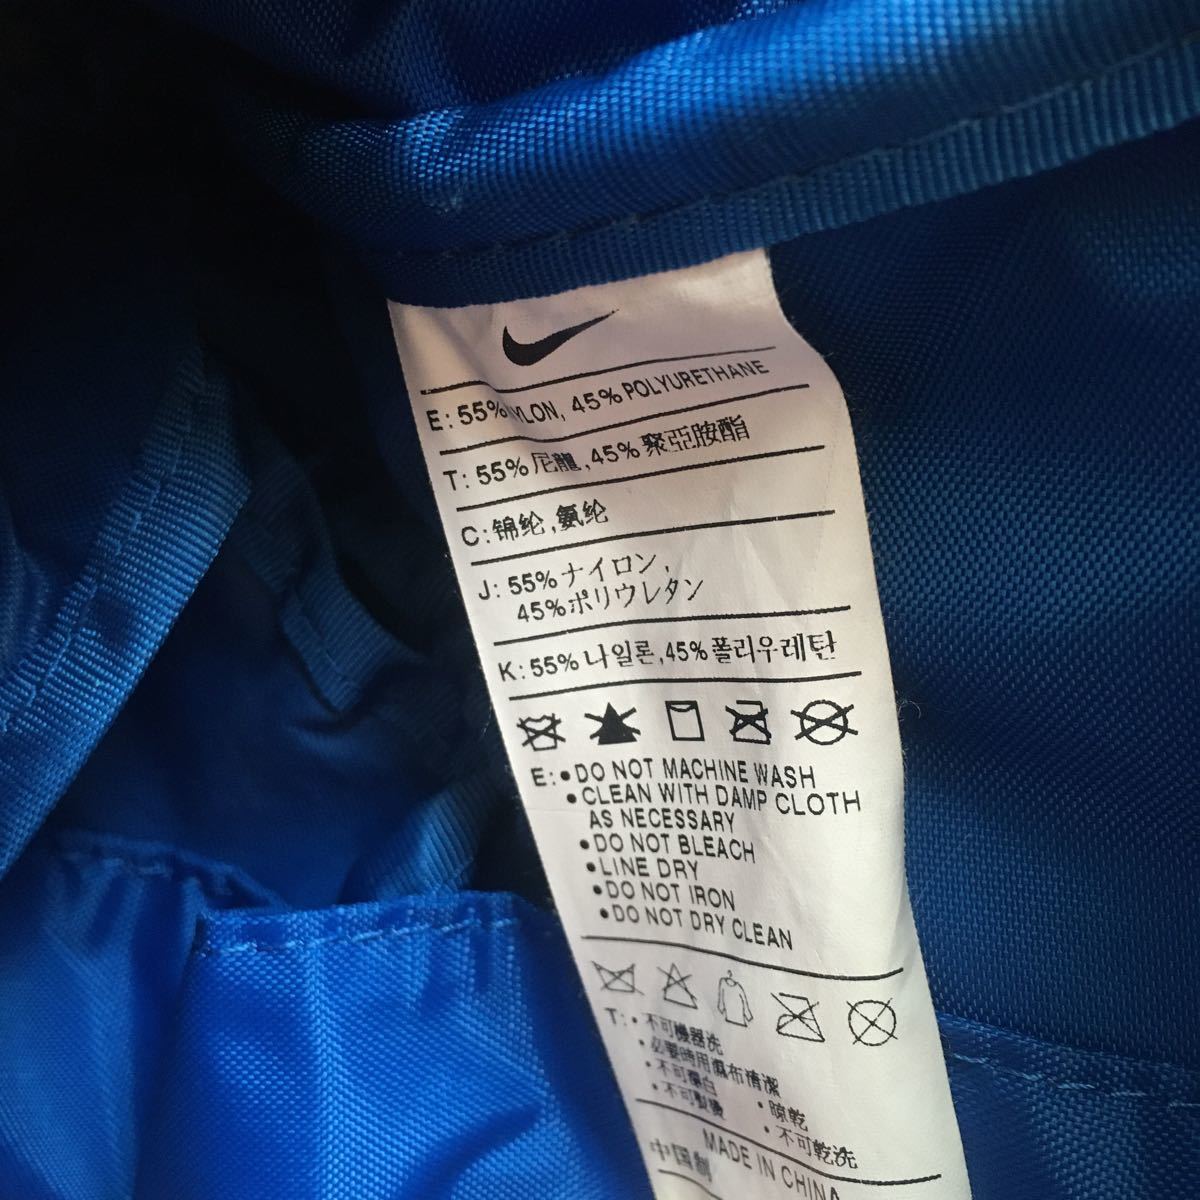 E: 55% NYLON, 45% POLYURETHANE
T: 55% 尼龍, 45% 聚亞胺酯
C: 锦纶, 氨纶
J: 55% ナイロン,
45% ポリウレタン
K: 55% 나일론, 45% 폴리우레탄
E: • DO NOT MACHINE WASH
• CLEAN WITH DAMP CLOTH
AS NECESSARY
• DO NOT BLEACH
• LINE DRY
• DO NOT IRON
• DO NOT DRY CLEAN
T: • 不可機器洗
• 必要時用濕布清潔
• 不可漂白 • 晾乾
• 不可熨燙 • 不可乾洗
MADE IN CHINA
中国制